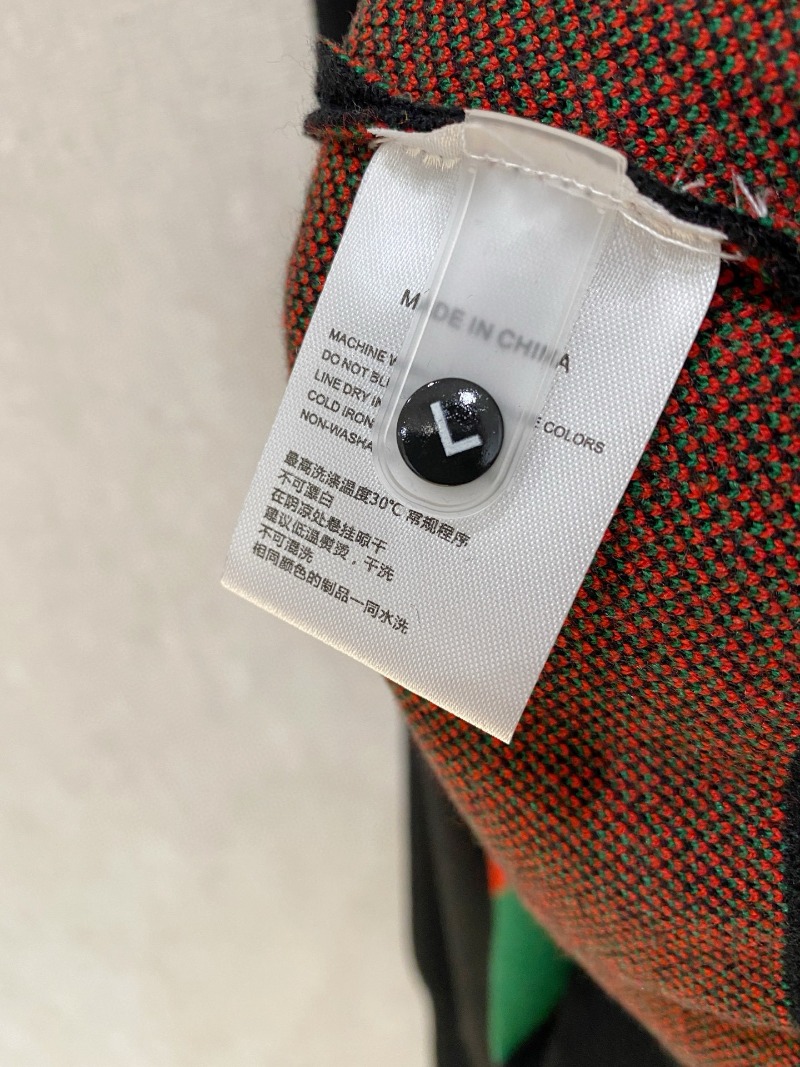 MADE IN CHINA
MACHINE
DO NOT
LINE DRY
COLD IRON
E COLORS
NON-WASHA
L
最高洗涤温度30℃ 常规程序
不可漂白
在阴凉处悬挂晾干
建议低温熨烫，干洗
不可混洗
相同颜色的制品一同水洗